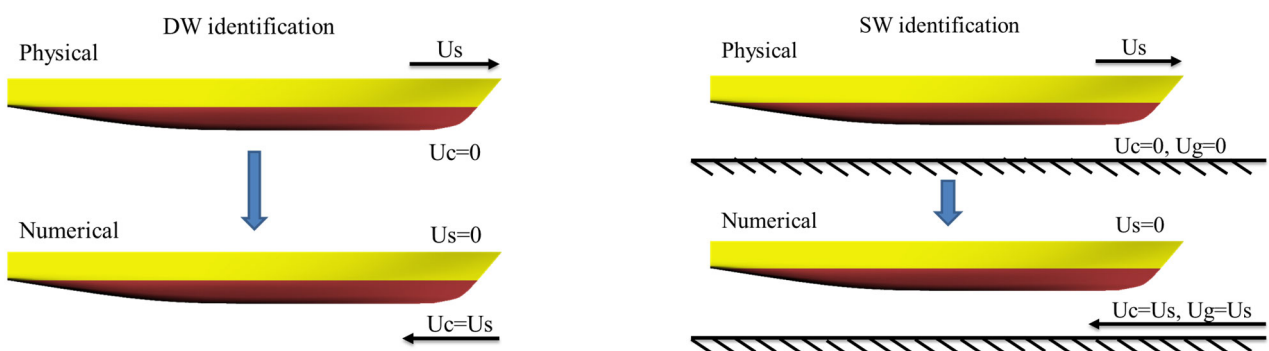 DW identification
Physical
Us
Uc=0
Numerical
Us=0
Uc=Us
SW identification
Physical
Us
Uc=0, Ug=0
Numerical
Us=0
Uc=Us, Ug=Us